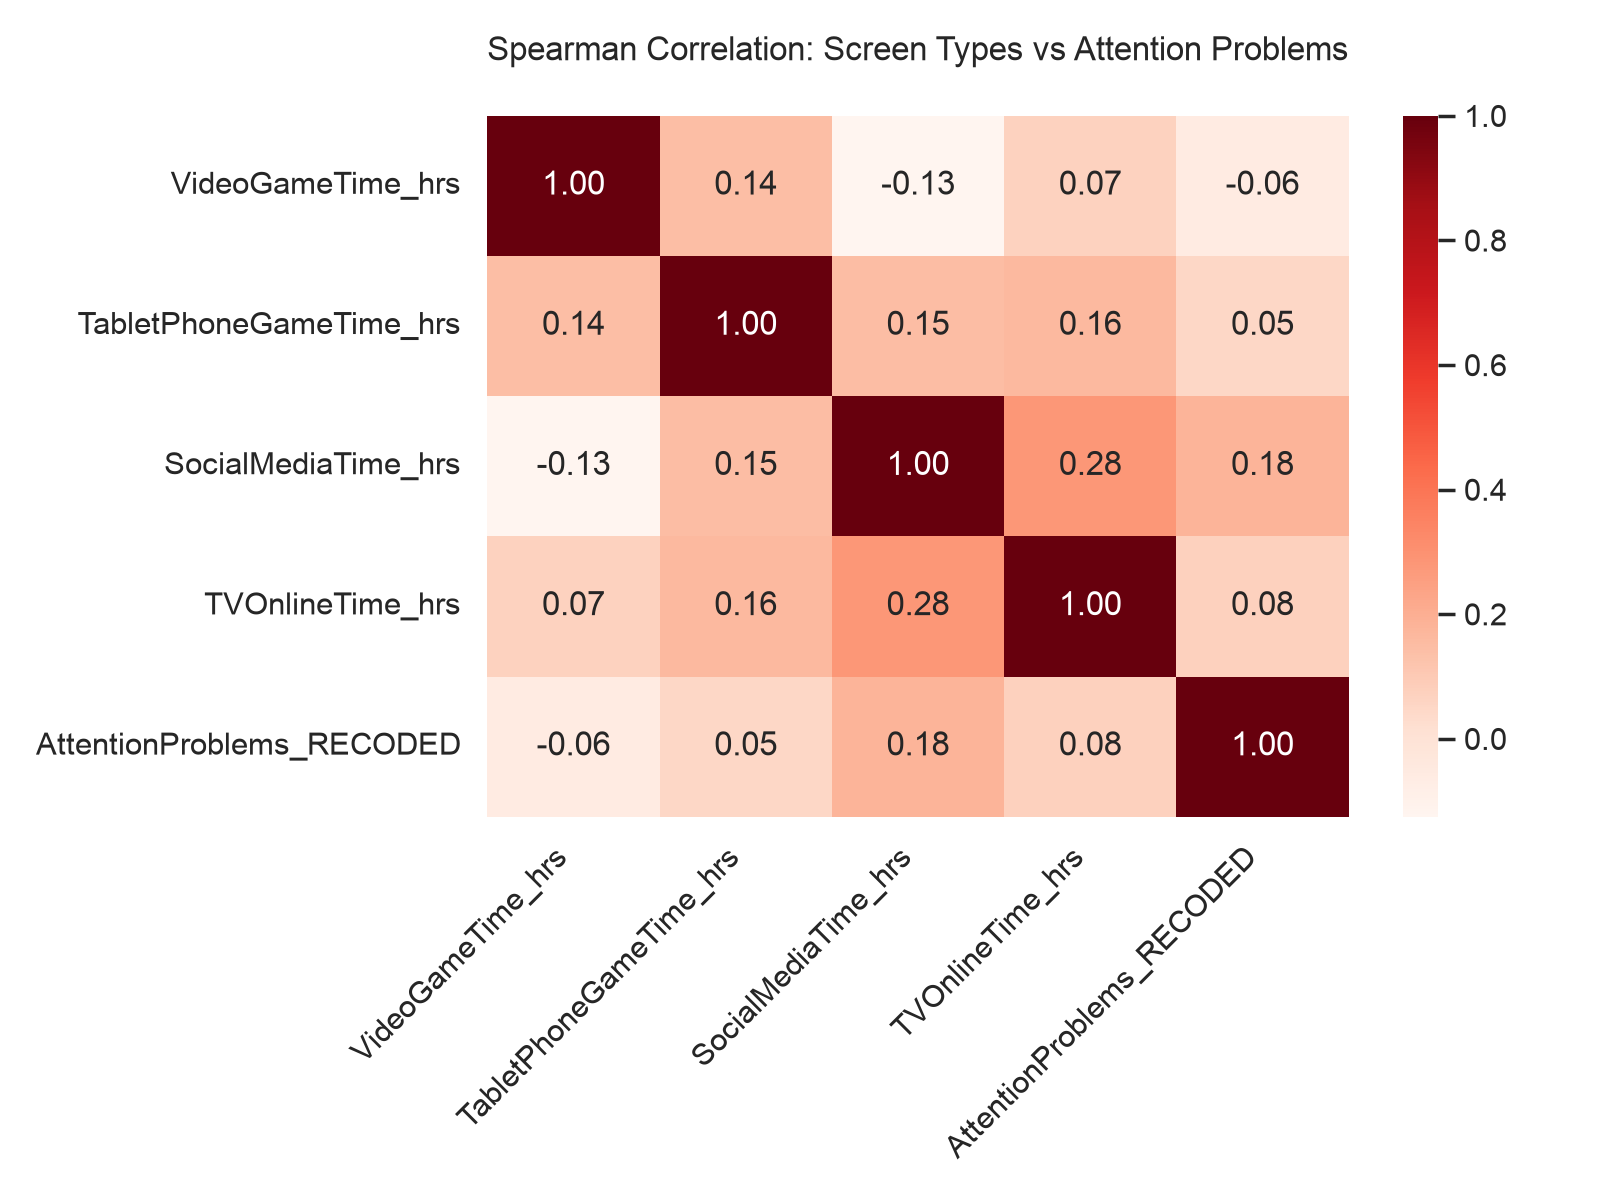 Spearman Correlation: Screen Types vs Attention Problems
VideoGameTime_hrs 1.00 0.14 -0.13 0.07 -0.06
TabletPhoneGameTime_hrs 0.14 1.00 0.15 0.16 0.05
SocialMediaTime_hrs -0.13 0.15 1.00 0.28 0.18
TVOnlineTime_hrs 0.07 0.16 0.28 1.00 0.08
AttentionProblems_RECODED -0.06 0.05 0.18 0.08 1.00
VideoGameTime_hrs
TabletPhoneGameTime_hrs
SocialMediaTime_hrs
TVOnlineTime_hrs
AttentionProblems_RECODED
1.0
0.8
0.6
0.4
0.2
0.0